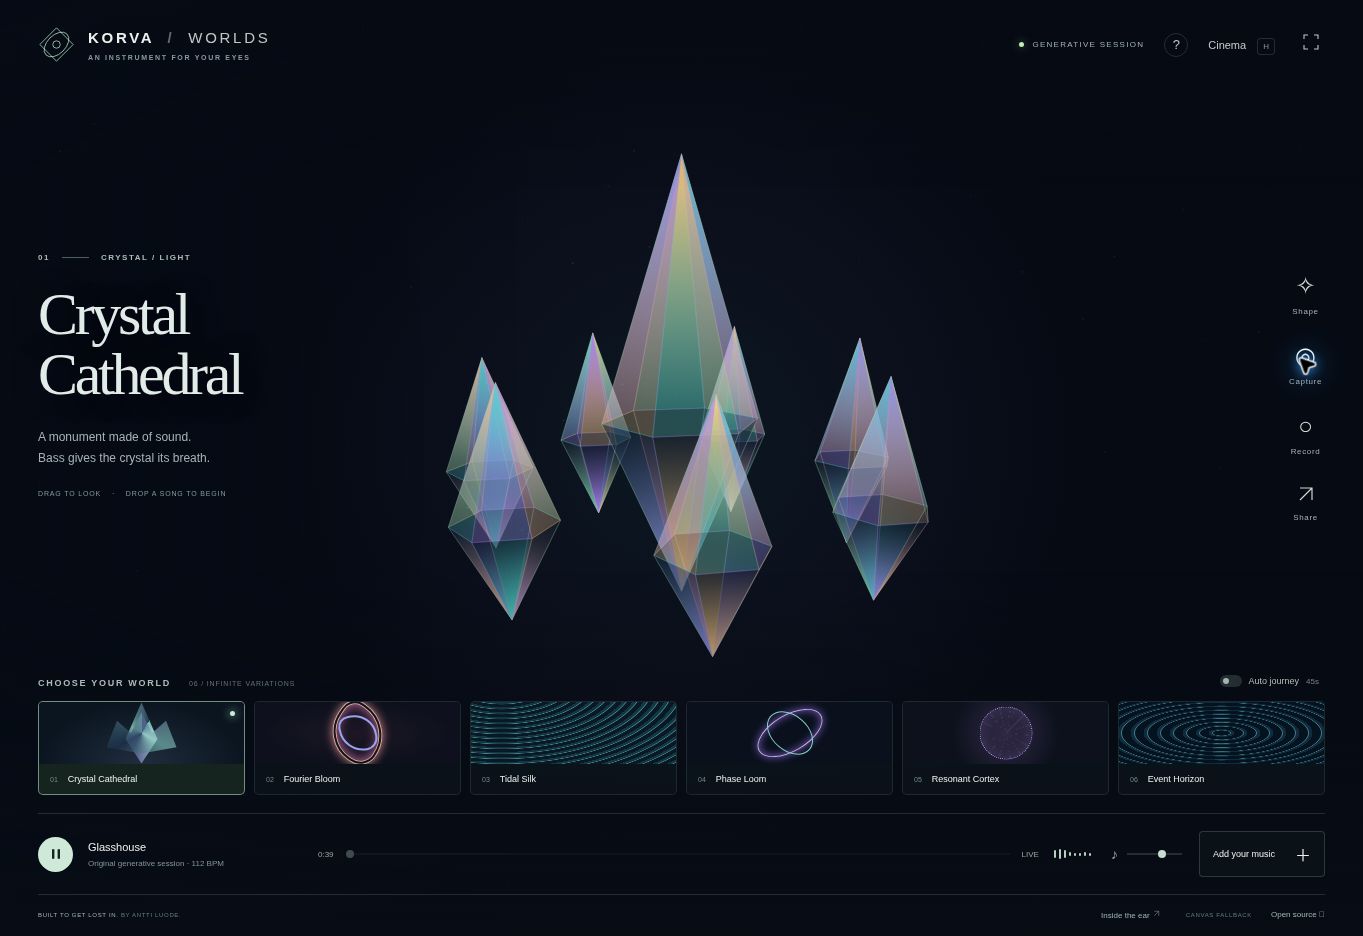 KORVA / WORLDS
AN INSTRUMENT FOR YOUR EYES
GENERATIVE SESSION
?
Cinema H
01 CRYSTAL / LIGHT
Crystal
Cathedral
A monument made of sound.
Bass gives the crystal its breath.
DRAG TO LOOK · DROP A SONG TO BEGIN
Shape
Capture
Record
Share
CHOOSE YOUR WORLD 06 / INFINITE VARIATIONS
Auto journey 45s
01 Crystal Cathedral
02 Fourier Bloom
03 Tidal Silk
04 Phase Loom
05 Resonant Cortex
06 Event Horizon
Glasshouse
Original generative session · 112 BPM
0:39
LIVE
Add your music +
BUILT TO GET LOST IN. BY ANTTI LUODE.
Inside the ear
CANVAS FALLBACK
Open source